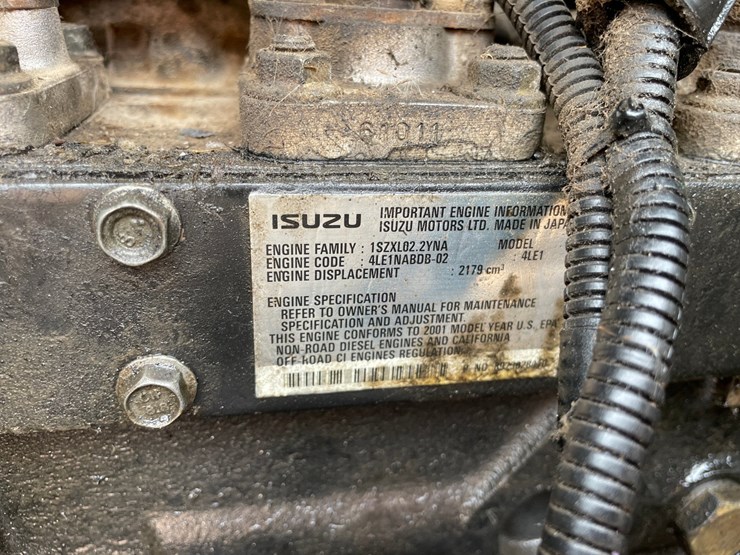 61011
ISUZU
IMPORTANT ENGINE INFORMATION
ISUZU MOTORS LTD. MADE IN
ENGINE FAMILY : 1SZXL02.2YNA MODEL
ENGINE CODE : 4LE1NABDB-02 : 4LE1
ENGINE DISPLACEMENT : 2179 cm³
ENGINE SPECIFICATION
REFER TO OWNER'S MANUAL FOR MAINTENANCE
SPECIFICATION AND ADJUSTMENT.
THIS ENGINE CONFORMS TO 2001 MODEL YEAR U.S. EPA
NON-ROAD DIESEL ENGINES AND CALIFORNIA
OFF-ROAD CI ENGINES REGULATION